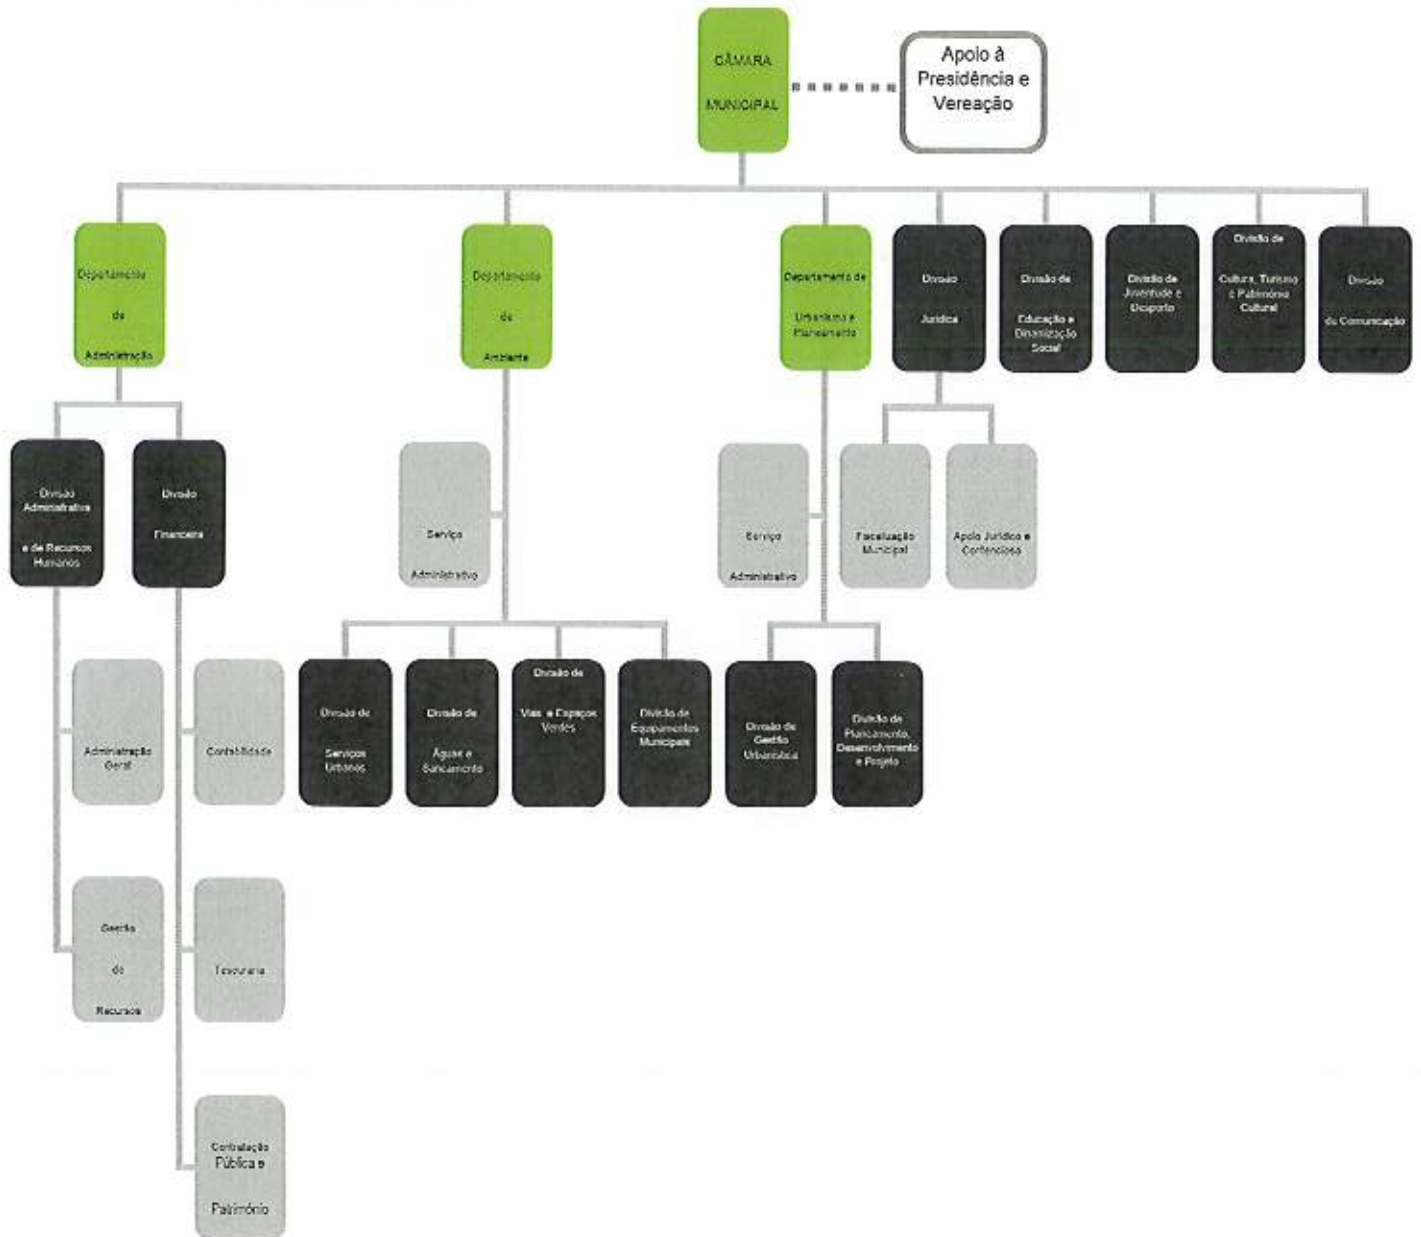 CÂMARA
MUNICIPAL
Apoio à
Presidência e
Vereação
Departamento
de
Administração
Departamento
de
Ambiente
Departamento de
Urbanismo e
Planeamento
Divisão
Jurídica
Divisão de
Educação e
Dinamização
Social
Divisão de
Juventude e
Desporto
Divisão de
Cultura, Turismo
e Património
Cultural
Divisão
de Comunicação
Divisão
Administrativa
e de Recursos
Humanos
Divisão
Financeira
Serviço
Administrativo
Serviço
Administrativo
Fiscalização
Municipal
Apoio Jurídico e
Contencioso
Administração
Geral
Contabilidade
Divisão de
Serviços
Urbanos
Divisão de
Águas e
Saneamento
Divisão de
Vias e Espaços
Verdes
Divisão de
Equipamentos
Municipais
Divisão de
Gestão
Urbanística
Divisão de
Planeamento,
Desenvolvimento
e Projeto
Gestão
de
Recursos
Tesouraria
Contratação
Pública e
Património